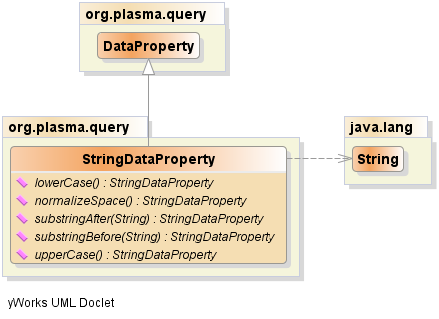 org.plasma.query
DataProperty
org.plasma.query
java.lang
StringDataProperty
String
lowerCase() : StringDataProperty
normalizeSpace() : StringDataProperty
substringAfter(String) : StringDataProperty
substringBefore(String) : StringDataProperty
upperCase() : StringDataProperty
yWorks UML Doclet